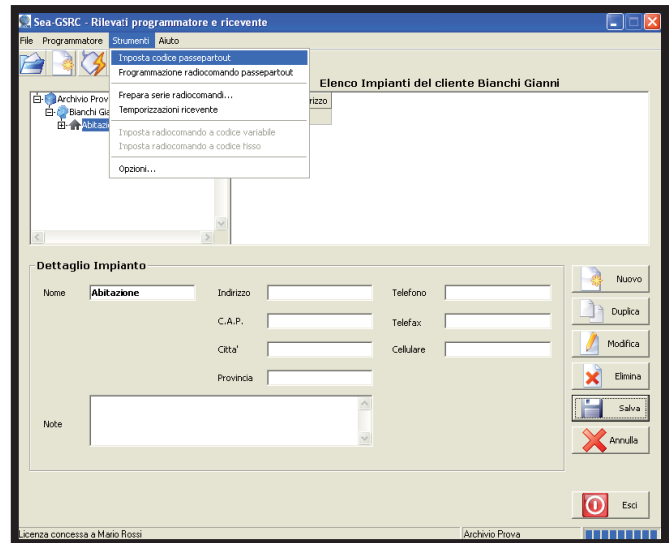 Sea-GSRC - Rilevati programmatore e ricevente
File Programmatore Strumenti Aiuto
Imposta codice passepartout
Programmazione radiocomando passepartout
Prepara serie radiocomandi...
Temporizzazioni ricevente
Imposta radiocomando a codice variabile
Imposta radiocomando a codice fisso
Opzioni...
Elenco Impianti del cliente Bianchi Gianni
rizzo
Archivio Prov
Bianchi Gia
Abitazi
Dettaglio Impianto
Nome Abitazione Indirizzo Telefono
C.A.P. Telefax
Citta' Cellulare
Provincia
Note
Nuovo
Duplica
Modifica
Elimina
Salva
Annulla
Esci
Licenza concessa a Mario Rossi Archivio Prova